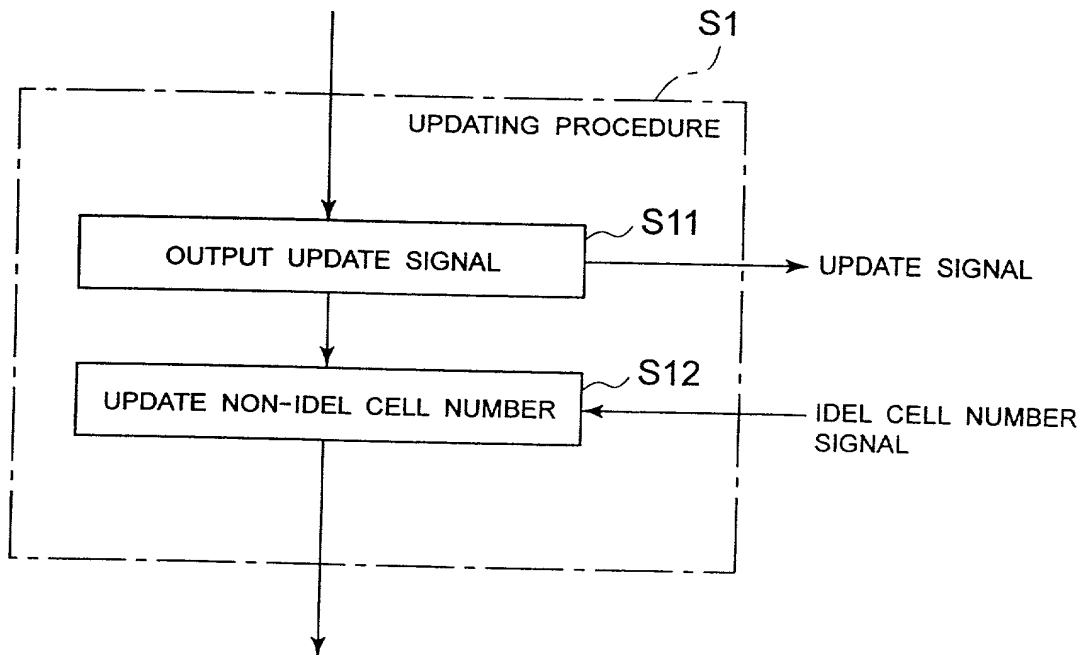 S1
UPDATING PROCEDURE
S11
OUTPUT UPDATE SIGNAL
UPDATE SIGNAL
S12
UPDATE NON-IDEL CELL NUMBER
IDEL CELL NUMBER
SIGNAL